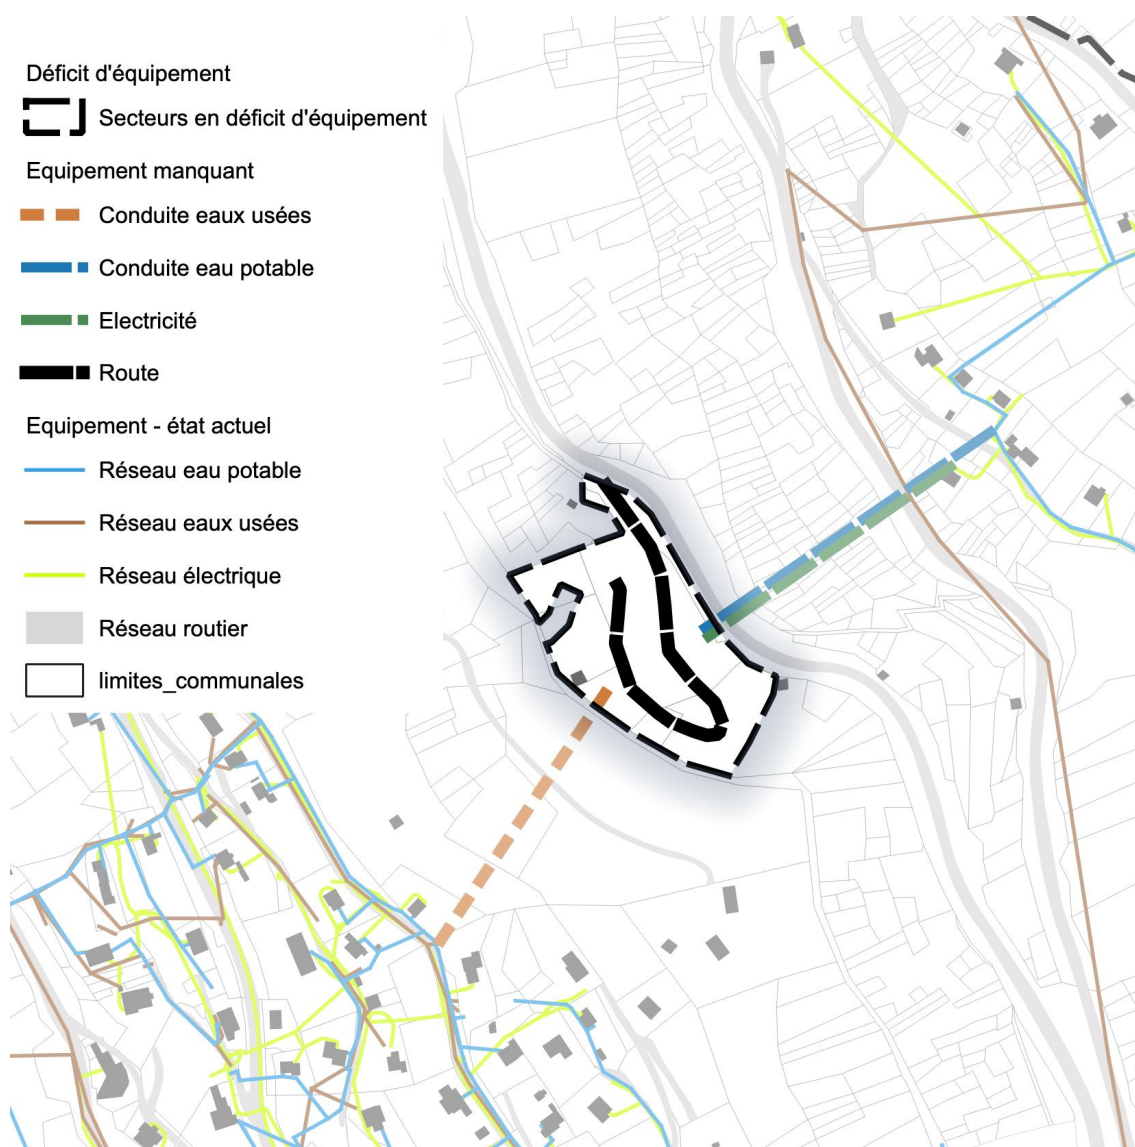 Déficit d'équipement
Secteurs en déficit d'équipement
Equipement manquant
Conduite eaux usées
Conduite eau potable
Electricité
Route
Equipement - état actuel
Réseau eau potable
Réseau eaux usées
Réseau électrique
Réseau routier
limites_communales